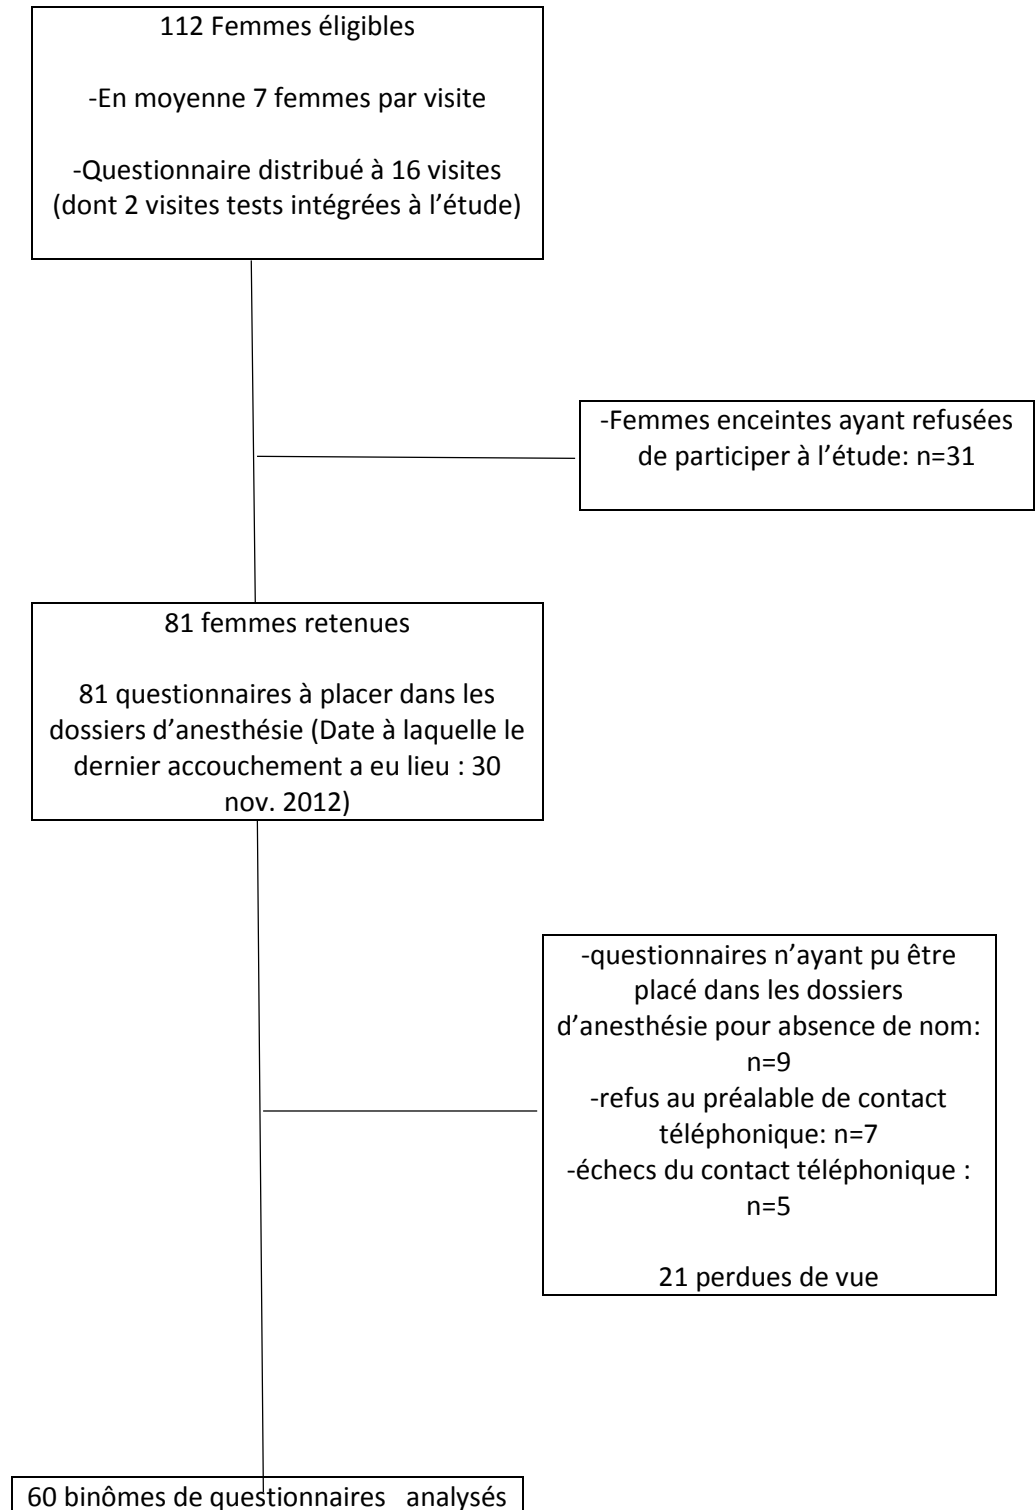 112 Femmes éligibles
-En moyenne 7 femmes par visite
-Questionnaire distribué à 16 visites
(dont 2 visites tests intégrées à l’étude)
-Femmes enceintes ayant refusées
de participer à l’étude: n=31
81 femmes retenues
81 questionnaires à placer dans les
dossiers d’anesthésie (Date à laquelle le
dernier accouchement a eu lieu : 30
nov. 2012)
-questionnaires n’ayant pu être
placé dans les dossiers
d’anesthésie pour absence de nom:
n=9
-refus au préalable de contact
téléphonique: n=7
-échecs du contact téléphonique :
n=5
21 perdues de vue
60 binômes de questionnaires analysés